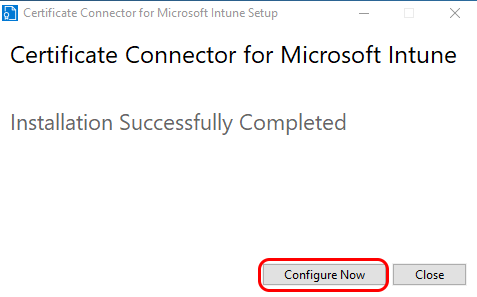 Certificate Connector for Microsoft Intune Setup
Certificate Connector for Microsoft Intune
Installation Successfully Completed
Configure Now Close